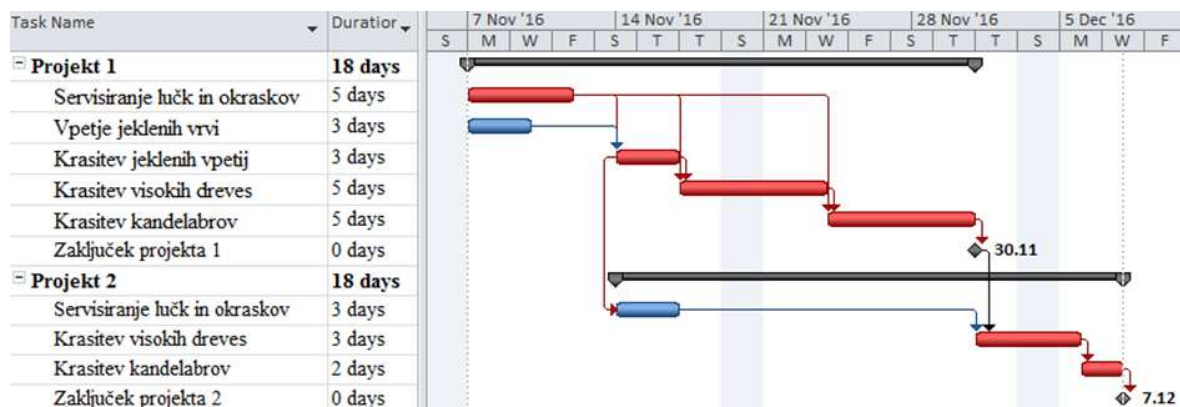 Task Name Duration 7 Nov '16 14 Nov '16 21 Nov '16 28 Nov '16 5 Dec '16
S M W F S T T S M W F S T T S M W F
Projekt 1 18 days
Servisiranje lučk in okraskov 5 days
Vpetje jeklenih vrvi 3 days
Krasitev jeklenih vpetij 3 days
Krasitev visokih dreves 5 days
Krasitev kandelabrov 5 days
Zaključek projekta 1 0 days 30.11
Projekt 2 18 days
Servisiranje lučk in okraskov 3 days
Krasitev visokih dreves 3 days
Krasitev kandelabrov 2 days
Zaključek projekta 2 0 days 7.12